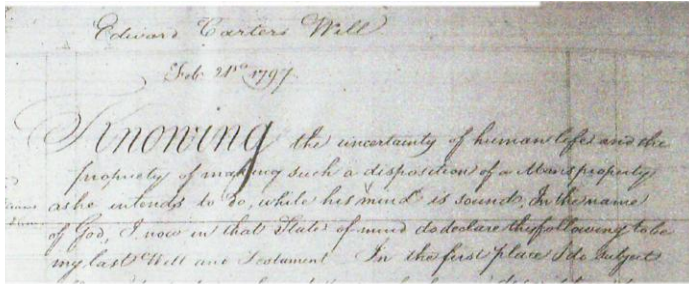 Edward Carters Will
Feb 21st 1797
Knowing the uncertainty of human life and the
propriety of making such a disposition of a Mans property
as he intends to do, while his mind is sound, In the name
of God, I now in that State of mind do declare the following to be
my last Will and Testament In the first place I do subject